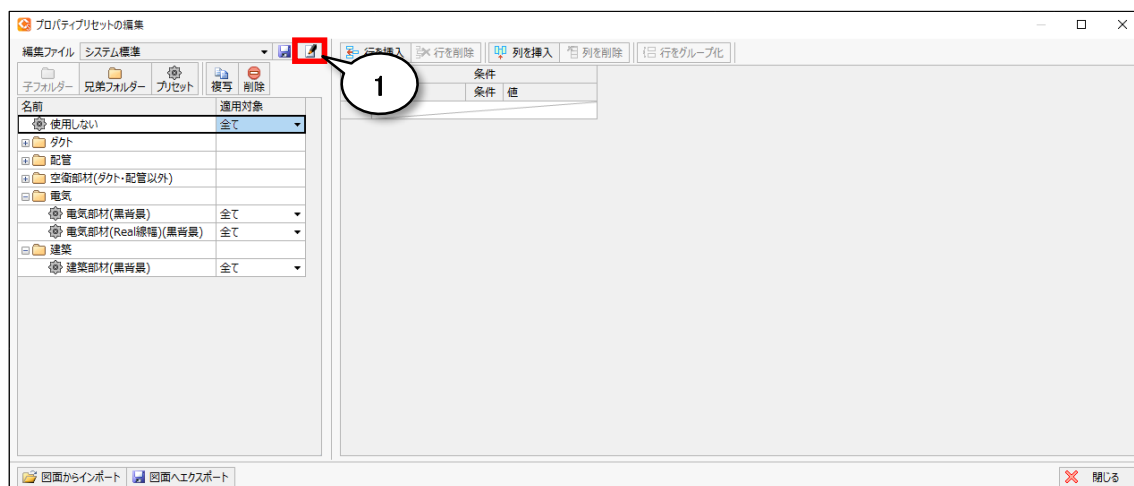 プロパティプリセットの編集
編集ファイル システム標準
行を挿入 行を削除 列を挿入 列を削除 行をグループ化
子フォルダー 兄弟フォルダー プリセット 複写 削除
1
条件
条件 値
名前 適用対象
使用しない 全て
ダクト
配管
空衛部材(ダクト・配管以外)
電気
電気部材(黒背景) 全て
電気部材(Real線幅)(黒背景) 全て
建築
建築部材(黒背景) 全て
図面からインポート 図面へエクスポート 閉じる